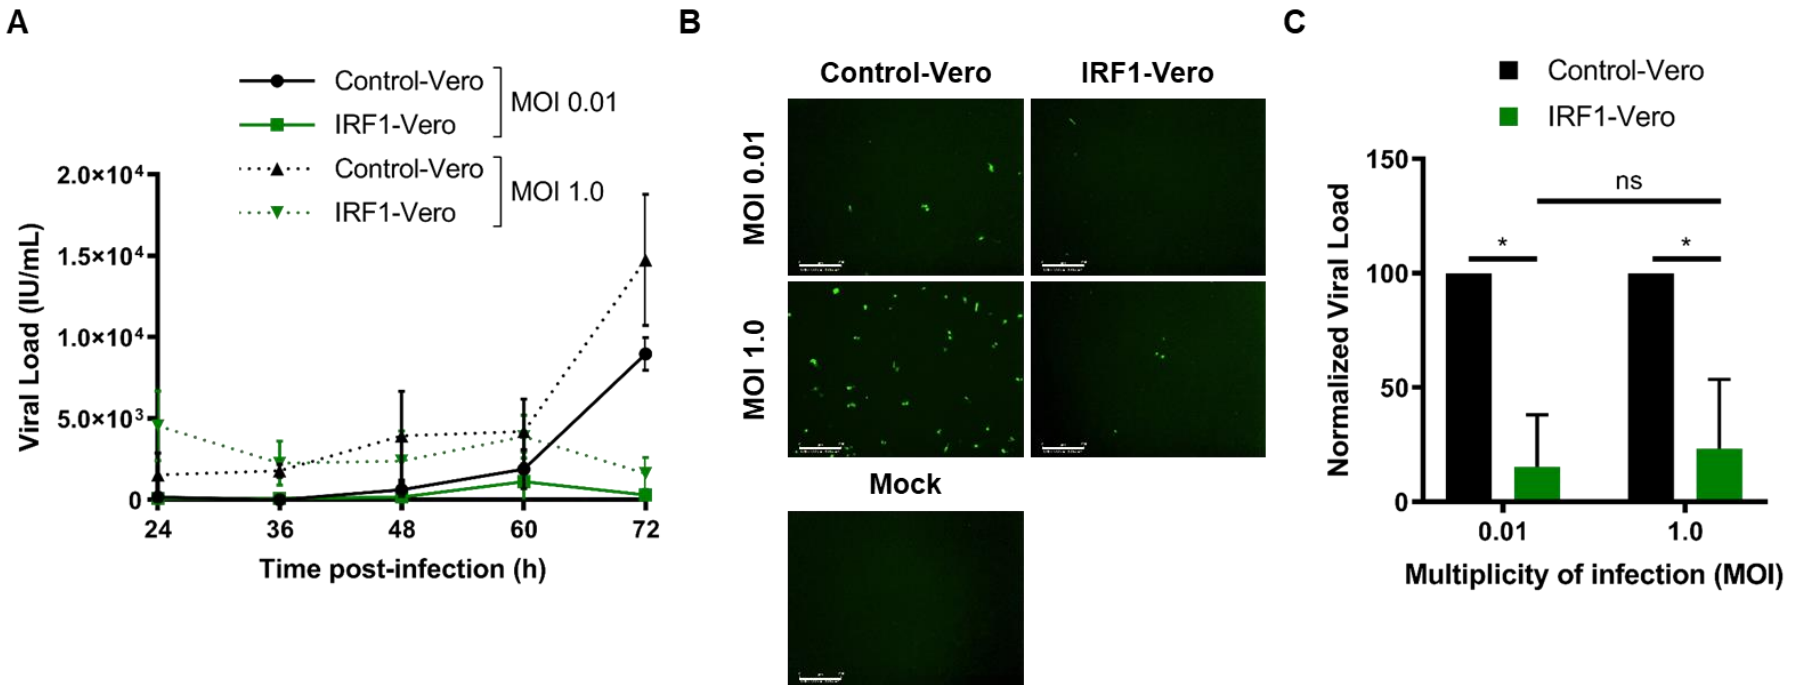 A
Control-Vero
IRF1-Vero
MOI 0.01
Control-Vero
IRF1-Vero
MOI 1.0
Viral Load (IU/mL)
2.0×10⁴
1.5×10⁴
1.0×10⁴
5.0×10³
0
24 36 48 60 72
Time post-infection (h)
B
Control-Vero IRF1-Vero
MOI 0.01
MOI 1.0
Mock
C
Control-Vero
IRF1-Vero
Normalized Viral Load
150
100
50
0
ns
* *
0.01 1.0
Multiplicity of infection (MOI)